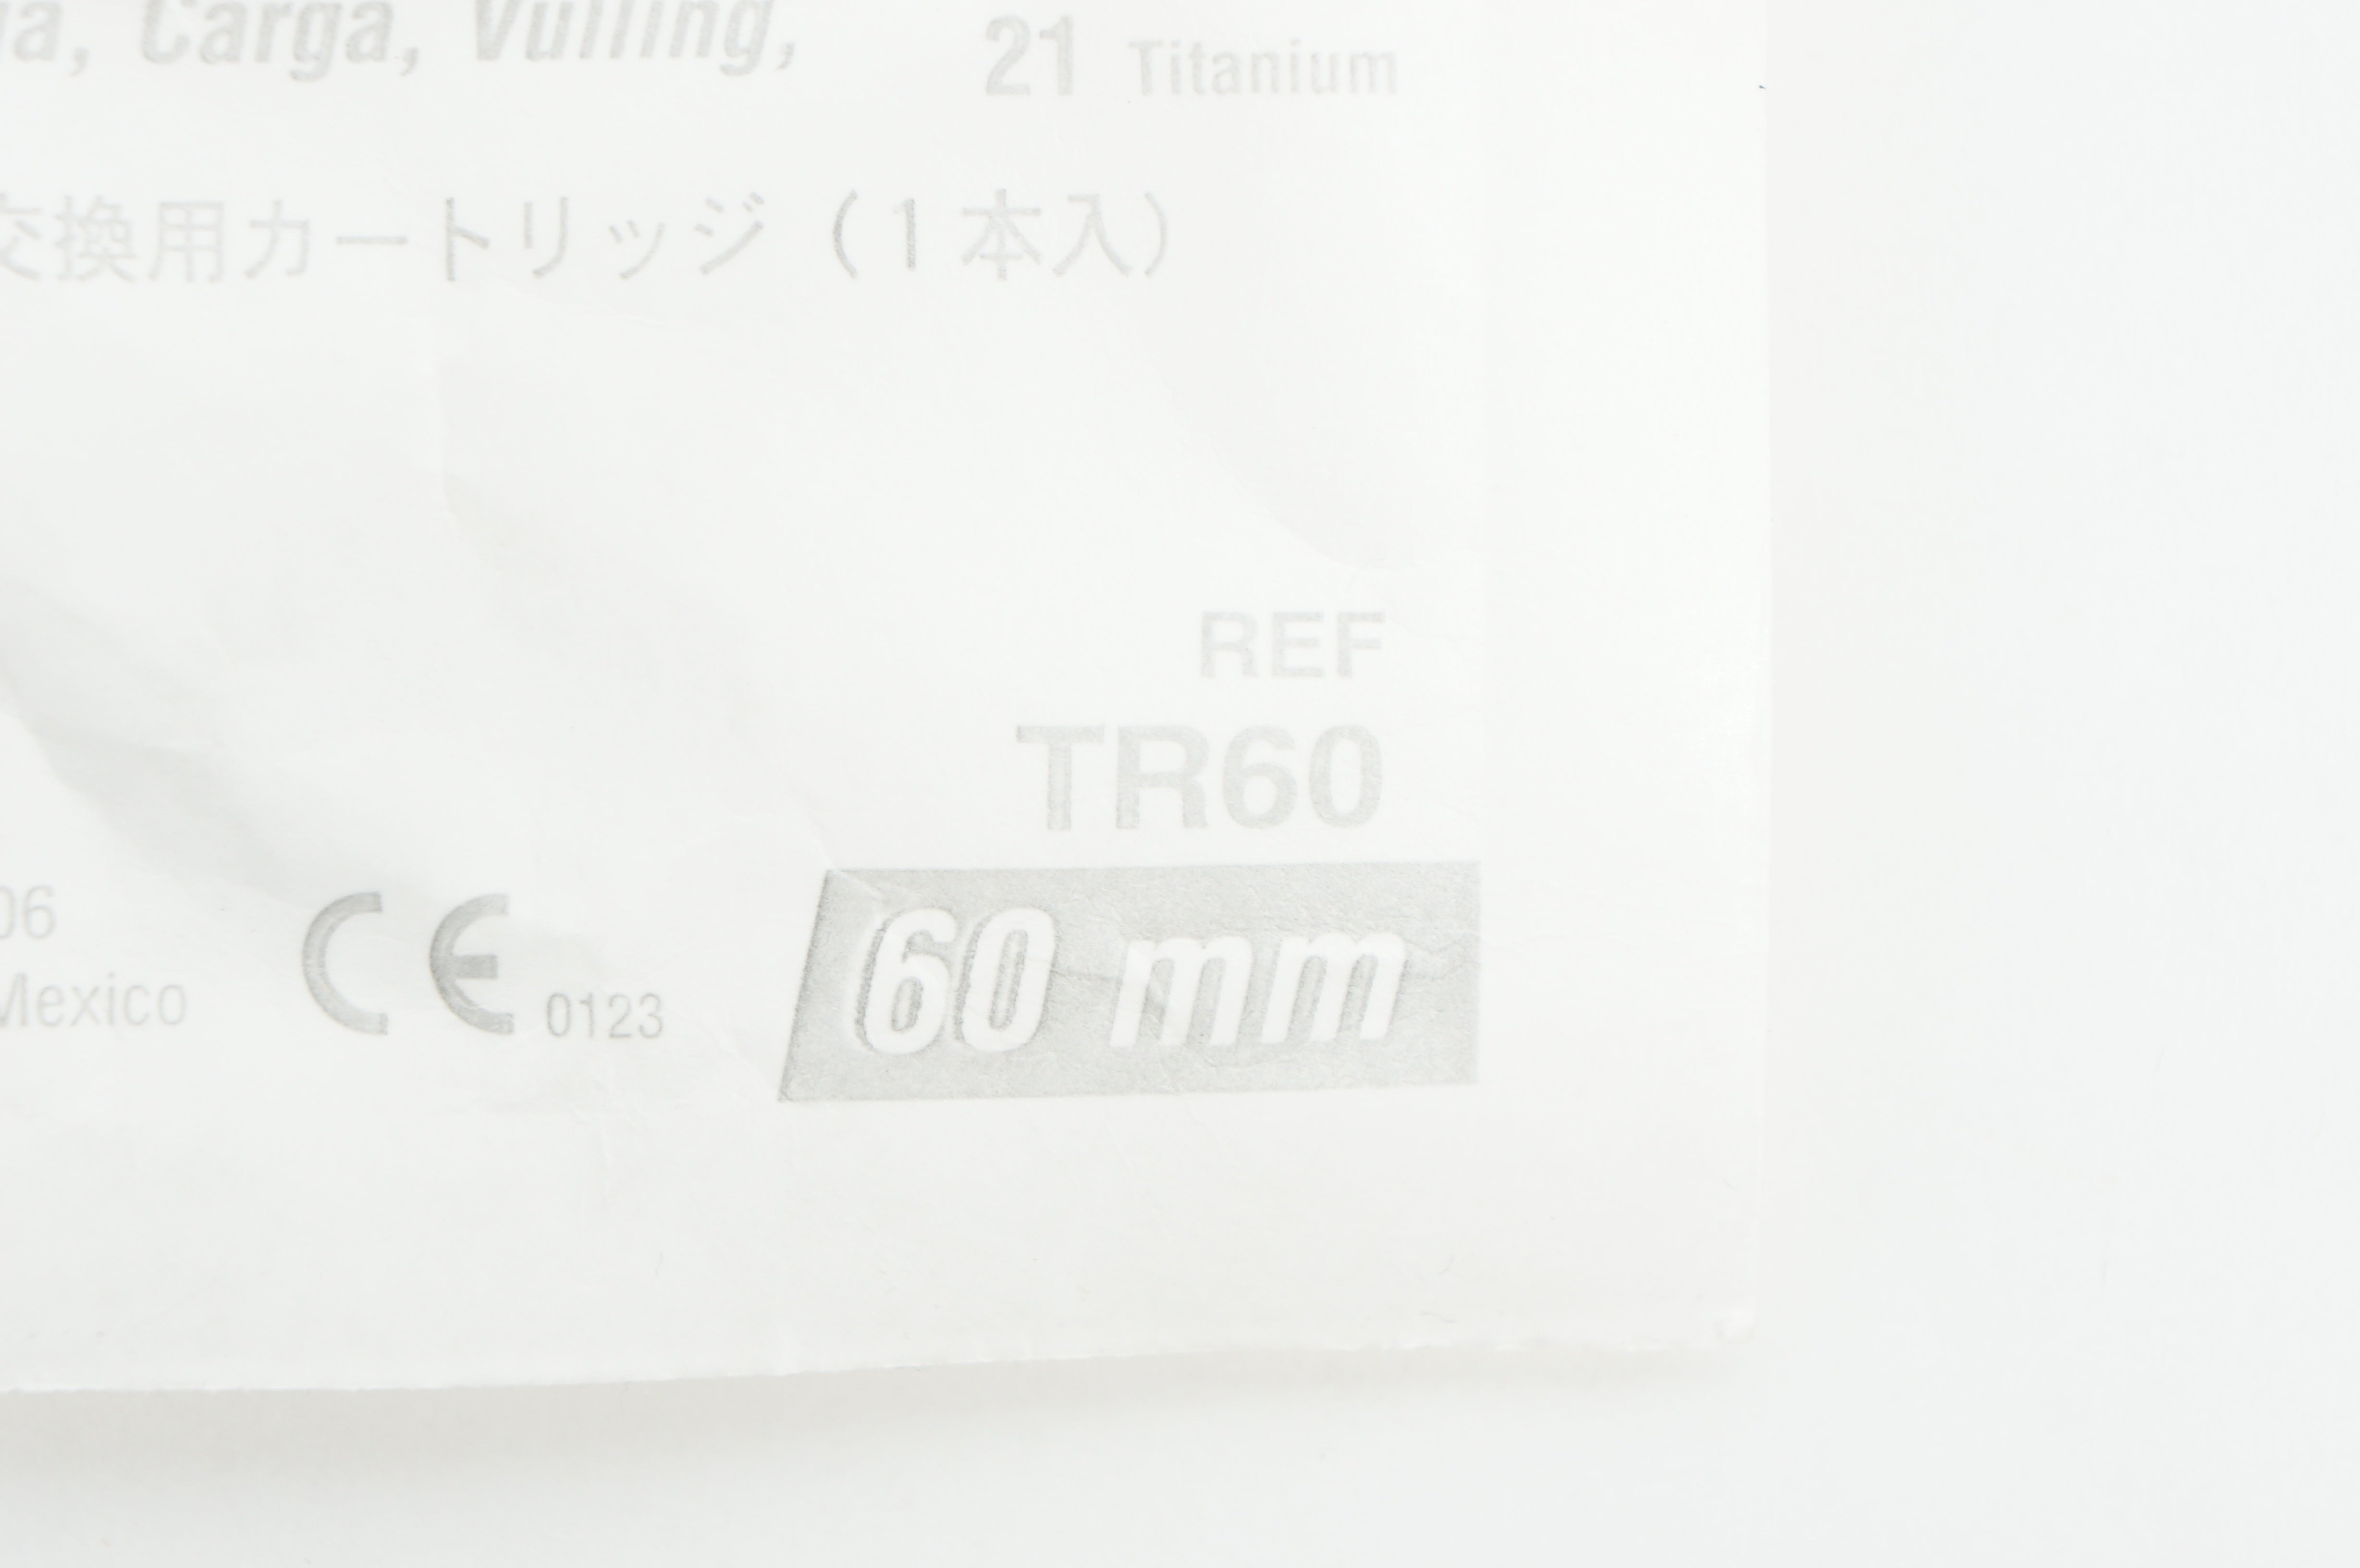 ja, Carga, Vulling,
21 Titanium
交換用カートリッジ（1本入）
REF
TR60
60 mm
06
Mexico
CE 0123